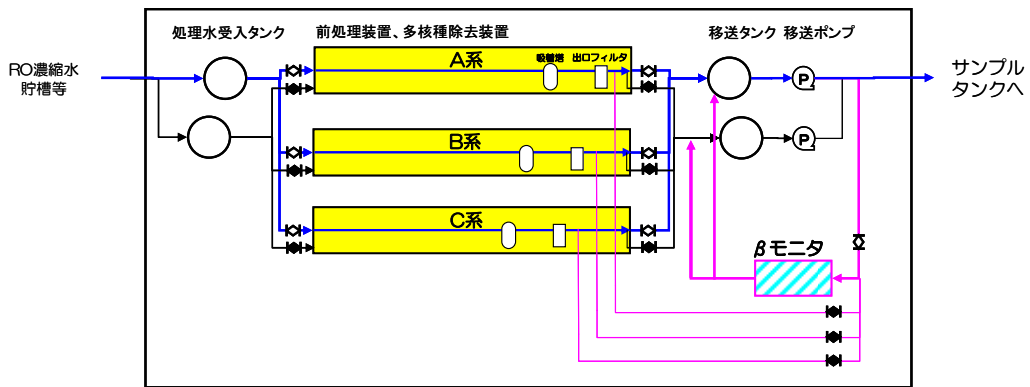 処理水受入タンク
前処理装置、多核種除去装置
移送タンク
移送ポンプ
RO濃縮水
貯槽等
A系
吸着塔
出口フィルタ
P
サンプル
タンクへ
B系
P
C系
βモニタ